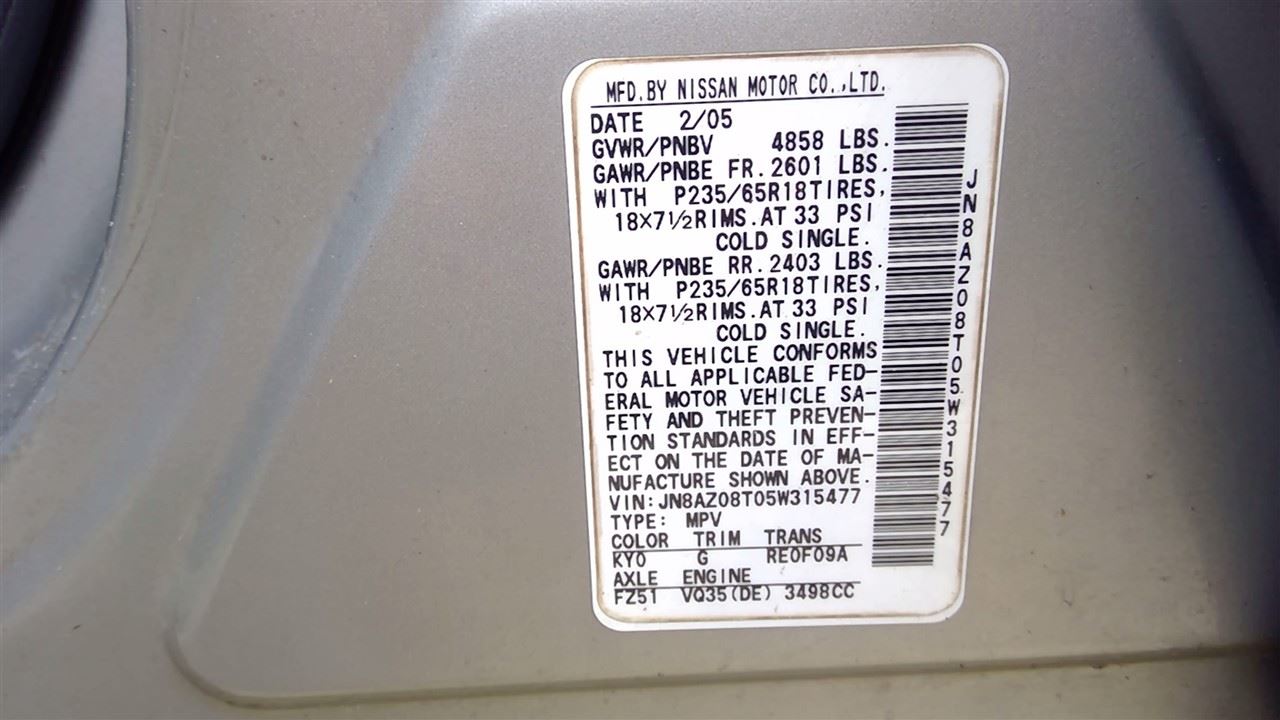 MFD.BY NISSAN MOTOR CO.,LTD.
DATE 2/05
GVWR/PNBV 4858 LBS.
GAWR/PNBE FR.2601 LBS.
WITH P235/65R18TIRES,
18X7½RIMS.AT 33 PSI
COLD SINGLE.
GAWR/PNBE RR.2403 LBS.
WITH P235/65R18TIRES,
18X7½RIMS.AT 33 PSI
COLD SINGLE.
THIS VEHICLE CONFORMS
TO ALL APPLICABLE FED-
ERAL MOTOR VEHICLE SA-
FETY AND THEFT PREVEN-
TION STANDARDS IN EFF-
ECT ON THE DATE OF MA-
NUFACTURE SHOWN ABOVE.
VIN:JN8AZ08T05W315477
TYPE: MPV
COLOR TRIM TRANS
KY0 G RE0F09A
AXLE ENGINE
FZ51 VQ35(DE) 3498CC
JN8AZ08T05W315477